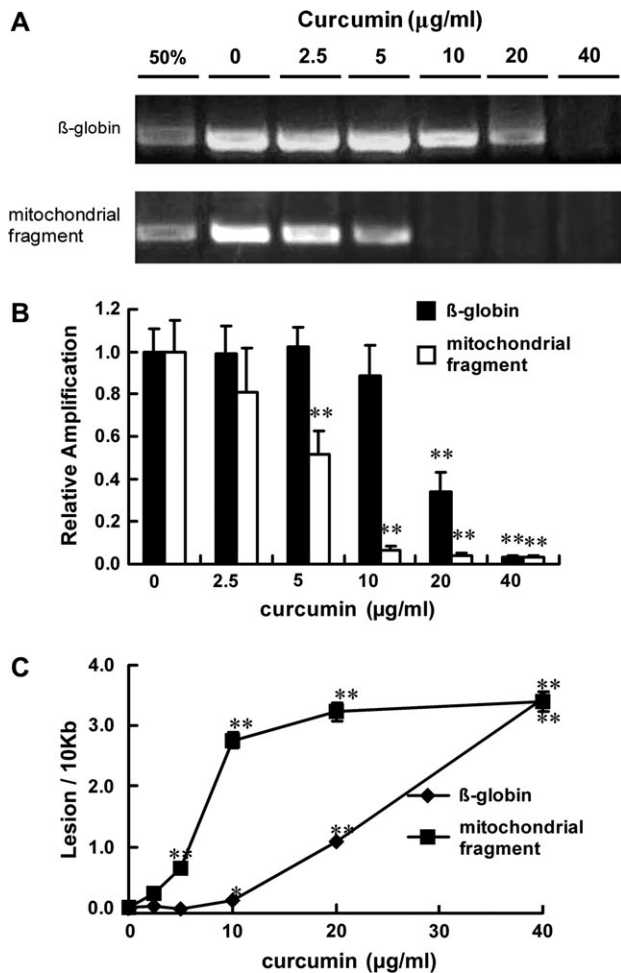 A
Curcumin (µg/ml)
50% 0 2.5 5 10 20 40
ß-globin
mitochondrial
fragment
B
ß-globin
mitochondrial
fragment
Relative Amplification
1.2
1.0
0.8
0.6
0.4
0.2
0.0
**
**
**
**
** **
0 2.5 5 10 20 40
curcumin (µg/ml)
C
Lesion / 10Kb
4.0
3.0
2.0
1.0
0.0
**
**
**
**
**
**
*
ß-globin
mitochondrial
fragment
0 10 20 40
curcumin (µg/ml)